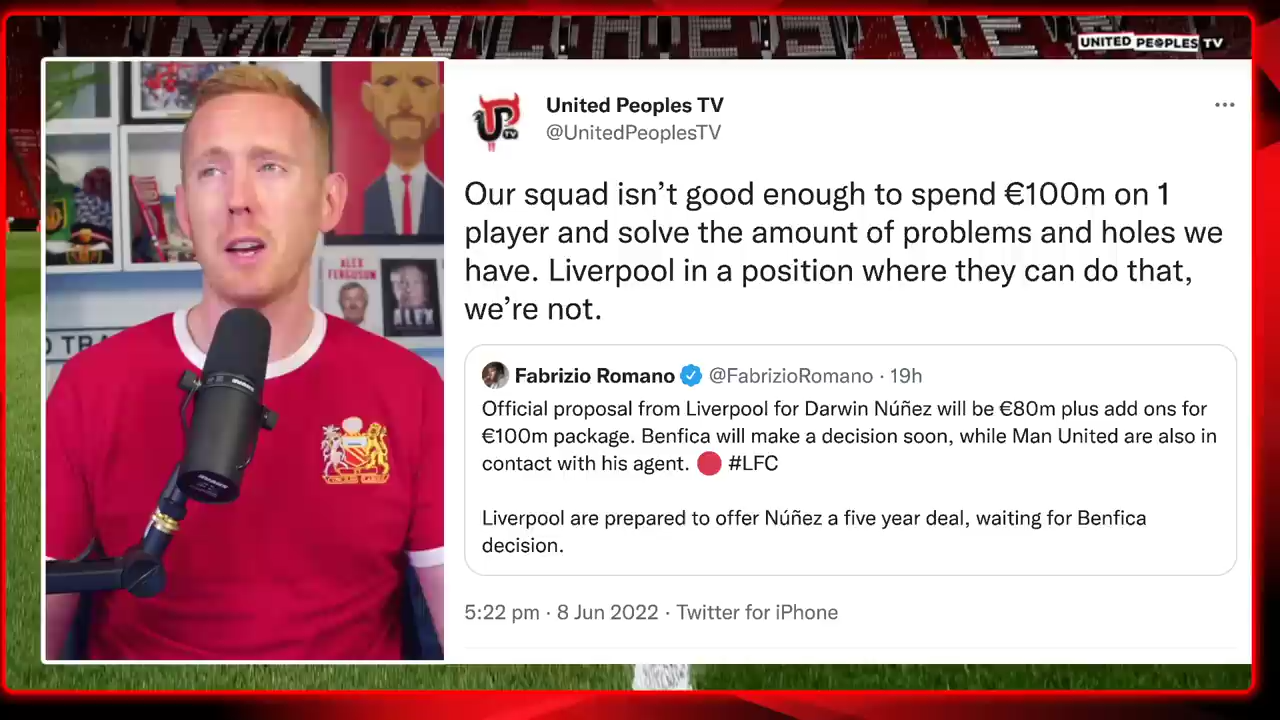 MANCHESTE
UNITED PEOPLES TV
United Peoples TV
@UnitedPeoplesTV
Our squad isn’t good enough to spend €100m on 1
player and solve the amount of problems and holes we
have. Liverpool in a position where they can do that,
we’re not.
Fabrizio Romano @FabrizioRomano · 19h
Official proposal from Liverpool for Darwin Núñez will be €80m plus add ons for
€100m package. Benfica will make a decision soon, while Man United are also in
contact with his agent. 🔴 #LFC
Liverpool are prepared to offer Núñez a five year deal, waiting for Benfica
decision.
5:22 pm · 8 Jun 2022 · Twitter for iPhone
ALEX
FERGUSON
ALEX
D TRA